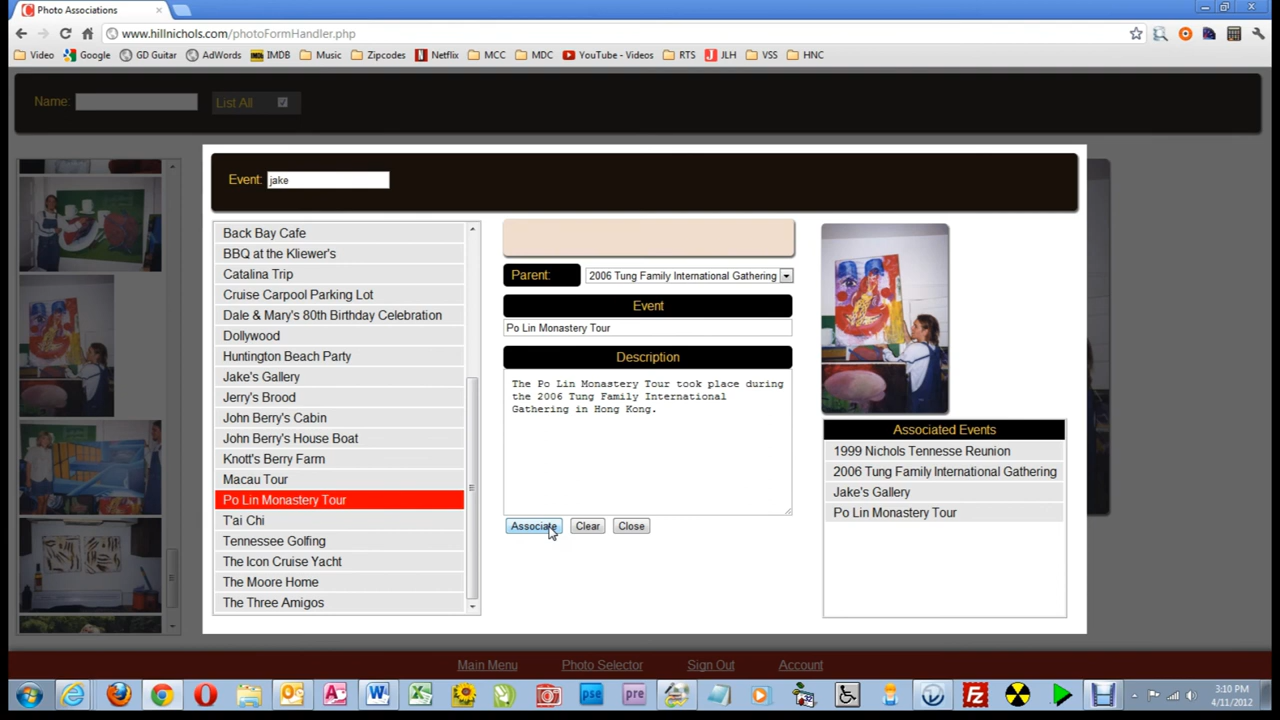 Photo Associations
www.hillnichols.com/photoFormHandler.php
Video Google GD Guitar AdWords IMDB Music Zipcodes Netflix MCC MDC YouTube - Videos RTS JLH VSS HNC
Name: List All
Event: jake
Back Bay Cafe
BBQ at the Kliewer's
Catalina Trip
Cruise Carpool Parking Lot
Dale & Mary's 80th Birthday Celebration
Dollywood
Huntington Beach Party
Jake's Gallery
Jerry's Brood
John Berry's Cabin
John Berry's House Boat
Knott's Berry Farm
Macau Tour
Po Lin Monastery Tour
T'ai Chi
Tennessee Golfing
The Icon Cruise Yacht
The Moore Home
The Three Amigos
Parent: 2006 Tung Family International Gathering
Event
Po Lin Monastery Tour
Description
The Po Lin Monastery Tour took place during
the 2006 Tung Family International
Gathering in Hong Kong.
Associate Clear Close
Associated Events
1999 Nichols Tennesse Reunion
2006 Tung Family International Gathering
Jake's Gallery
Po Lin Monastery Tour
Main Menu Photo Selector Sign Out Account
pse pre
3:10 PM
4/11/2012